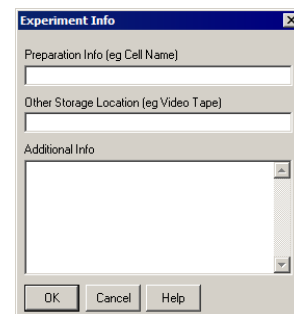 Experiment Info
Preparation Info (eg Cell Name)
Other Storage Location (eg Video Tape)
Additional Info
OK Cancel Help